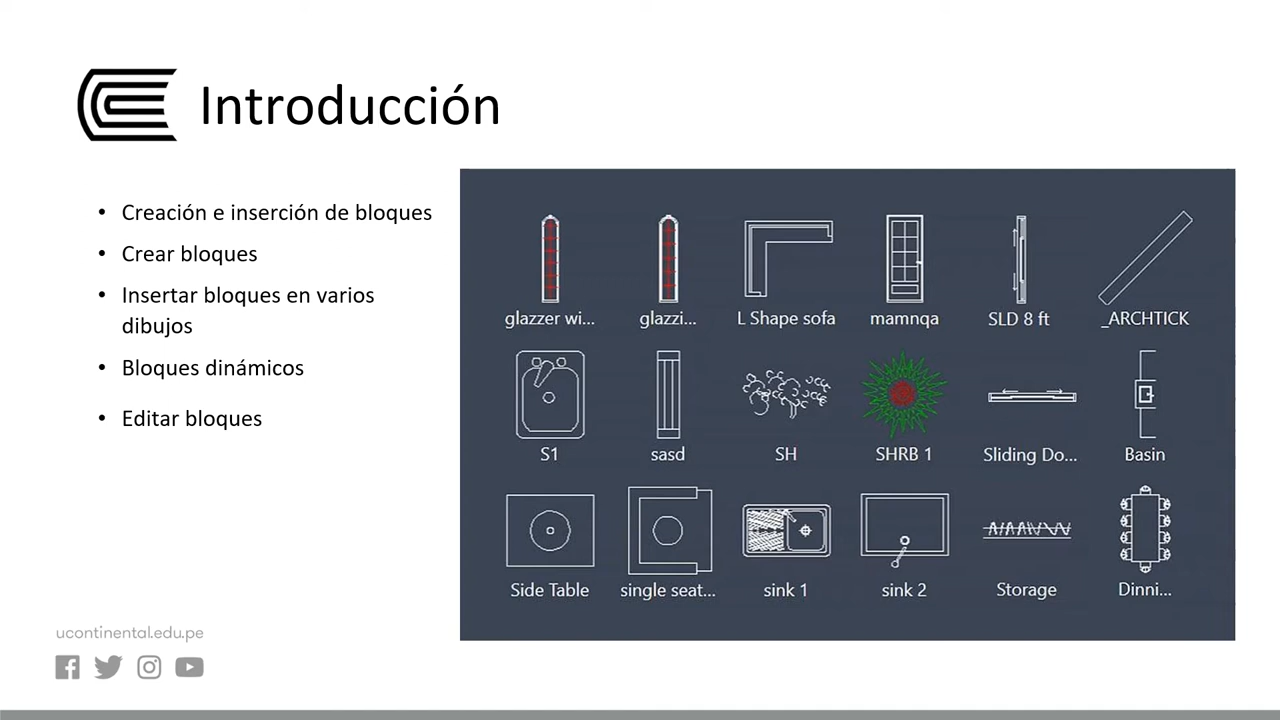 Introducción
• Creación e inserción de bloques
• Crear bloques
• Insertar bloques en varios
dibujos
• Bloques dinámicos
• Editar bloques
glazzer wi...
glazzi...
L Shape sofa
mamnqa
SLD 8 ft
_ARCHTICK
S1
sasd
SH
SHRB 1
Sliding Do...
Basin
Side Table
single seat...
sink 1
sink 2
Storage
Dinni...
ucontinental.edu.pe